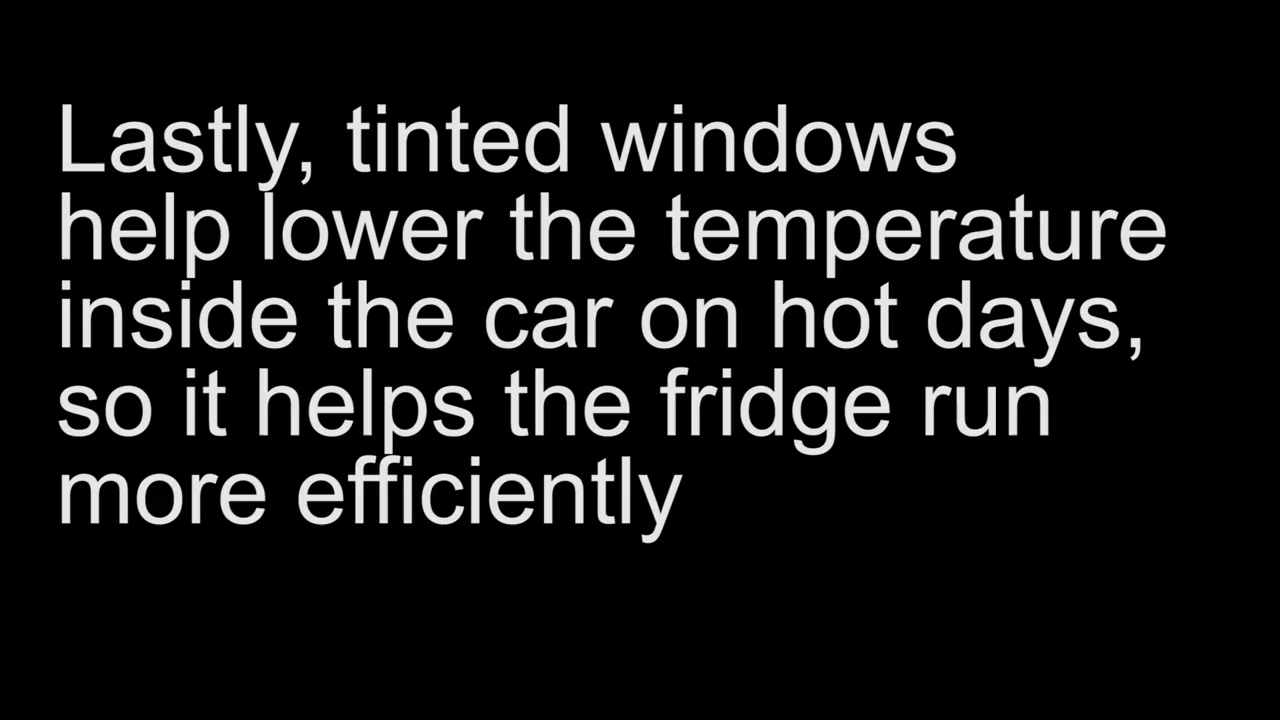 Lastly, tinted windows
help lower the temperature
inside the car on hot days,
so it helps the fridge run
more efficiently